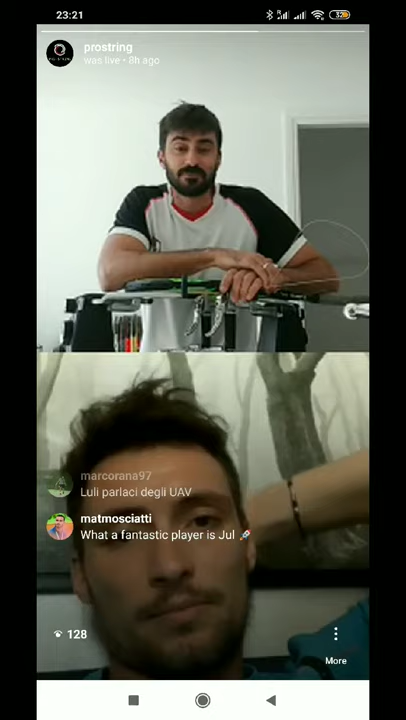 23:21
32
prostring
was live • 8h ago
marcorana97
Luli parlaci degli UAV
matmosciatti
What a fantastic player is Jul 🚀
128
More